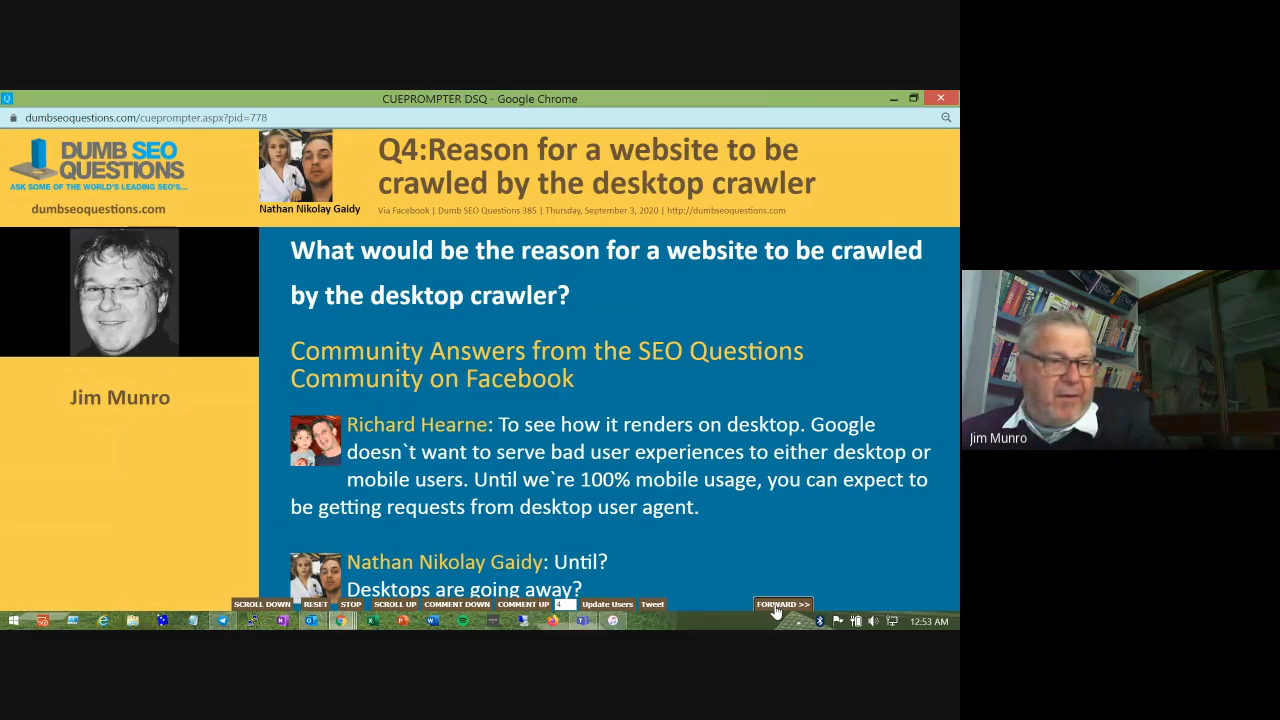 CUEPROMPTER DSQ - Google Chrome
dumbseoquestions.com/cueprompter.aspx?pid=778
DUMB SEO
QUESTIONS
ASK SOME OF THE WORLD'S LEADING SEO'S...
dumbseoquestions.com
Nathan Nikolay Gaidy
Q4:Reason for a website to be
crawled by the desktop crawler
Via Facebook | Dumb SEO Questions 385 | Thursday, September 3, 2020 | http://dumbseoquestions.com
Jim Munro
What would be the reason for a website to be crawled
by the desktop crawler?
Community Answers from the SEO Questions
Community on Facebook
Richard Hearne: To see how it renders on desktop. Google
doesn`t want to serve bad user experiences to either desktop or
mobile users. Until we`re 100% mobile usage, you can expect to
be getting requests from desktop user agent.
Nathan Nikolay Gaidy: Until?
Desktops are going away?
SCROLL DOWN RESET STOP SCROLL UP COMMENT DOWN COMMENT UP 4 Update Users Tweet FORWARD >>
12:53 AM
Jim Munro